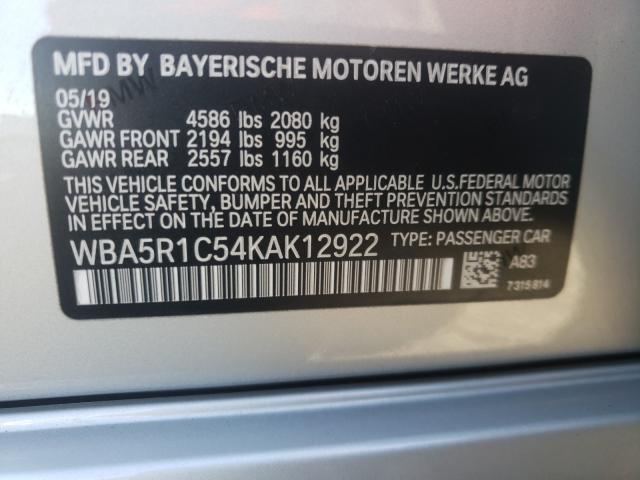 MFD BY BAYERISCHE MOTOREN WERKE AG
05/19
GVWR 4586 lbs 2080 kg
GAWR FRONT 2194 lbs 995 kg
GAWR REAR 2557 lbs 1160 kg
THIS VEHICLE CONFORMS TO ALL APPLICABLE U.S.FEDERAL MOTOR
VEHICLE SAFETY, BUMPER AND THEFT PREVENTION STANDARDS
IN EFFECT ON THE DATE OF MANUFACTURE SHOWN ABOVE.
WBA5R1C54KAK12922 TYPE: PASSENGER CAR
A83
7315814